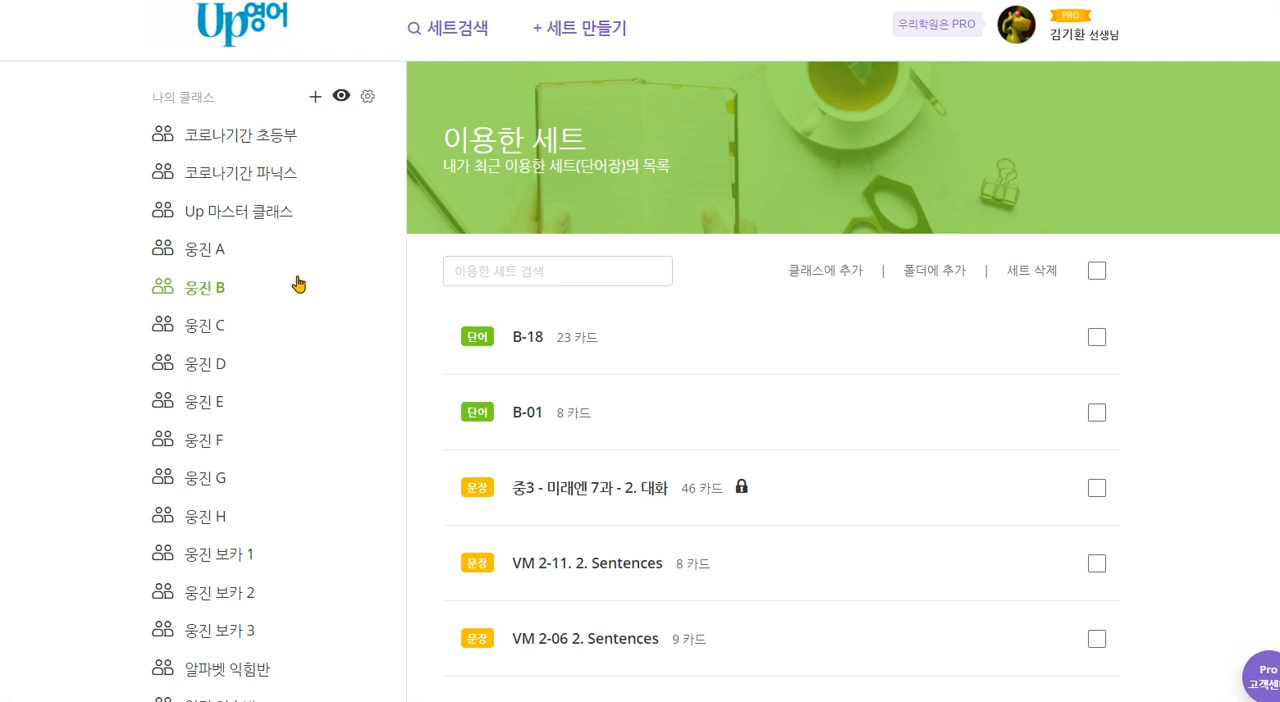 Up영어
세트검색
+ 세트 만들기
우리학원은 PRO
PRO
김기환 선생님
나의 클래스
코로나기간 초등부
코로나기간 파닉스
Up 마스터 클래스
웅진 A
웅진 B
웅진 C
웅진 D
웅진 E
웅진 F
웅진 G
웅진 H
웅진 보카 1
웅진 보카 2
웅진 보카 3
알파벳 익힘반
이용한 세트
내가 최근 이용한 세트(단어장)의 목록
이용한 세트 검색
클래스에 추가 | 폴더에 추가 | 세트 삭제
단어 B-18 23 카드
단어 B-01 8 카드
문장 중3 - 미래엔 7과 - 2. 대화 46 카드
문장 VM 2-11. 2. Sentences 8 카드
문장 VM 2-06 2. Sentences 9 카드
Pro
고객센